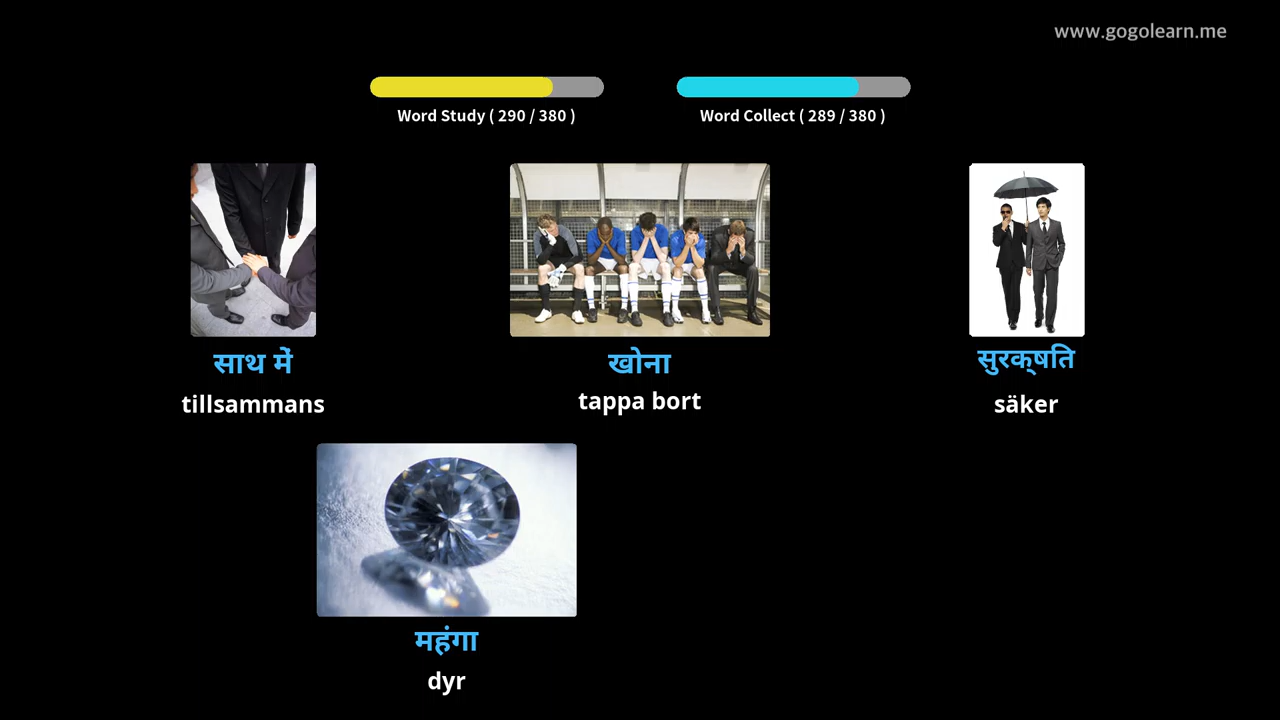 www.gogolearn.me
Word Study ( 290 / 380 )
Word Collect ( 289 / 380 )
साथ में
tillsammans
खोना
tappa bort
सुरक्षति
säker
महंगा
dyr